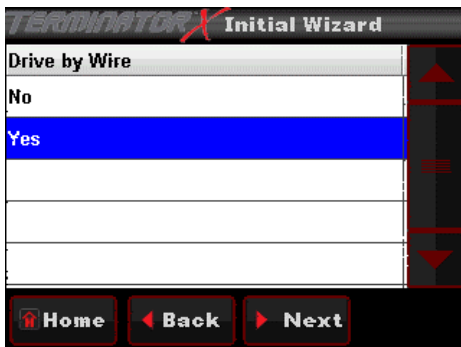 TERMINATOR X Initial Wizard
Drive by Wire
No
Yes
Home Back Next